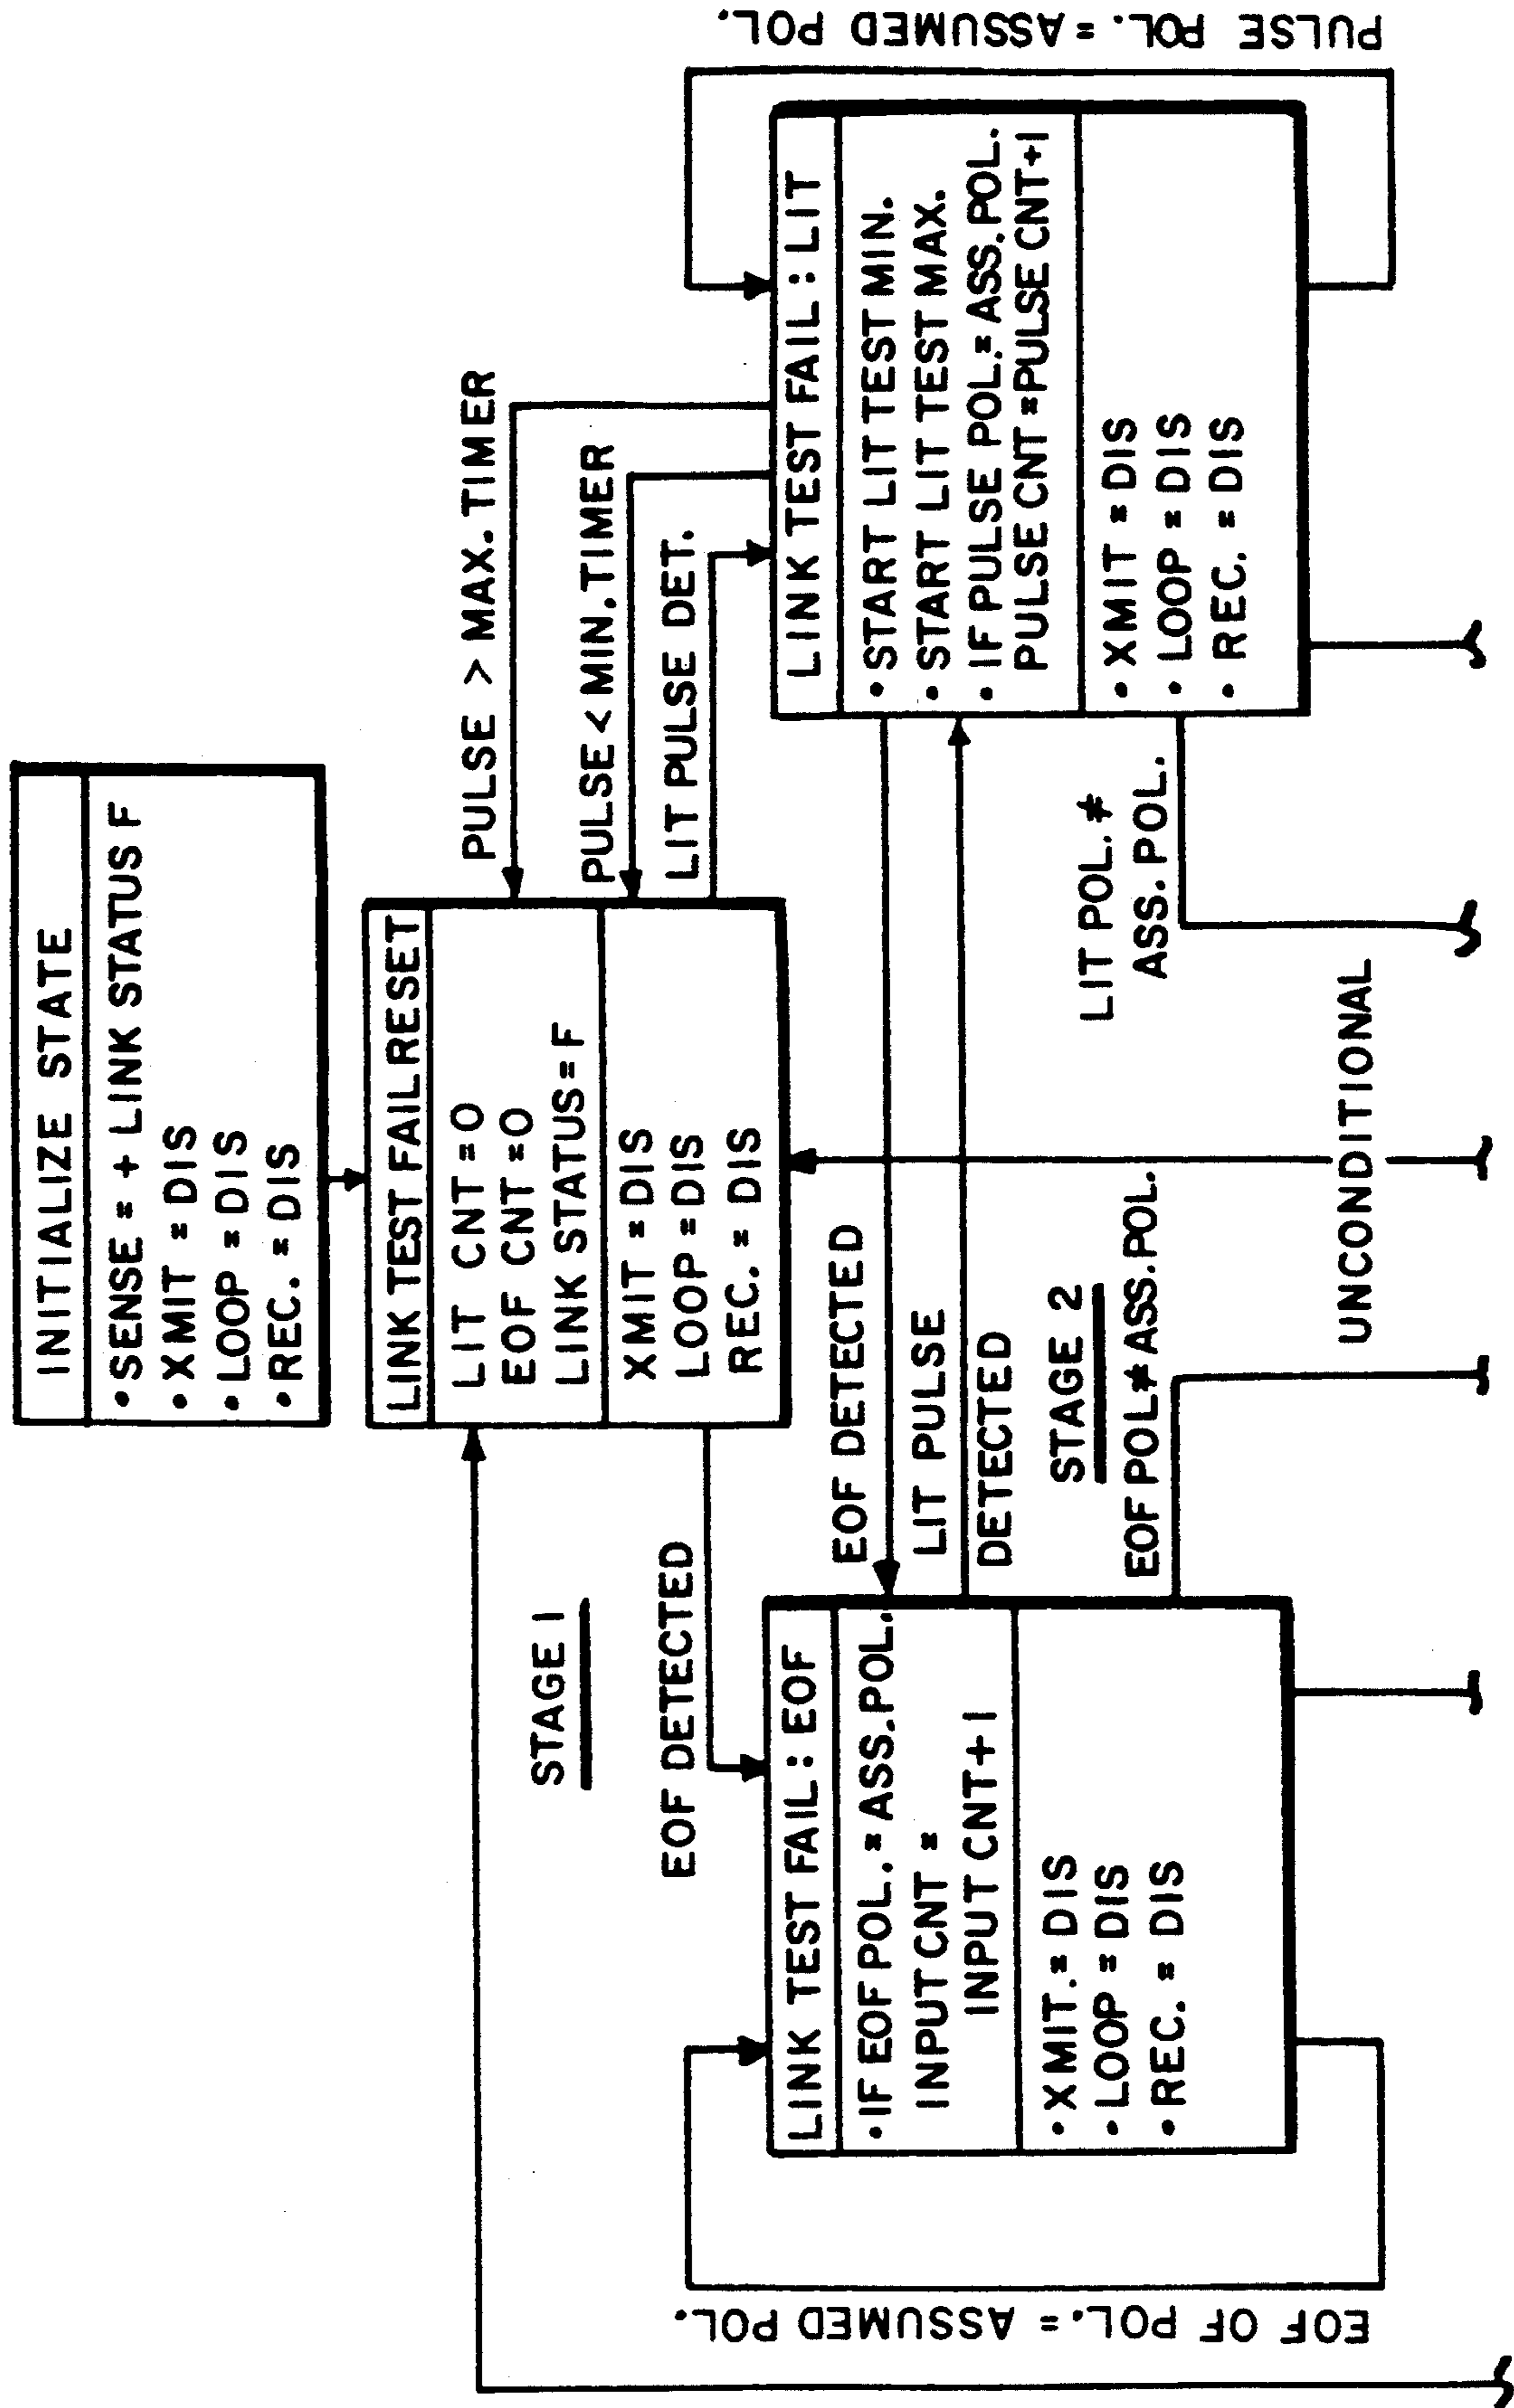 INITIALIZE STATE
• SENSE = + LINK STATUS F
• XMIT = DIS
• LOOP = DIS
• REC. = DIS
LINK TEST FAIL RESET
LIT CNT = 0
EOF CNT = 0
LINK STATUS = F
XMIT = DIS
LOOP = DIS
REC. = DIS
STAGE 1
PULSE > MAX. TIMER
PULSE < MIN. TIMER
LIT PULSE DET.
EOF DETECTED
LINK TEST FAIL: EOF
• IF EOF POL. = ASS. POL.
INPUT CNT =
INPUT CNT + 1
• XMIT. = DIS
• LOOP = DIS
• REC. = DIS
EOF OF POL. = ASSUMED POL.
EOF DETECTED
LIT PULSE
DETECTED
STAGE 2
EOF POL ≠ ASS. POL.
UNCONDITIONAL
LINK TEST FAIL: LIT
• START LIT TEST MIN.
• START LIT TEST MAX.
• IF PULSE POL. = ASS. POL.
PULSE CNT = PULSE CNT + 1
• XMIT = DIS
• LOOP = DIS
• REC. = DIS
LIT POL. ≠
ASS. POL.
PULSE POL. = ASSUMED POL.